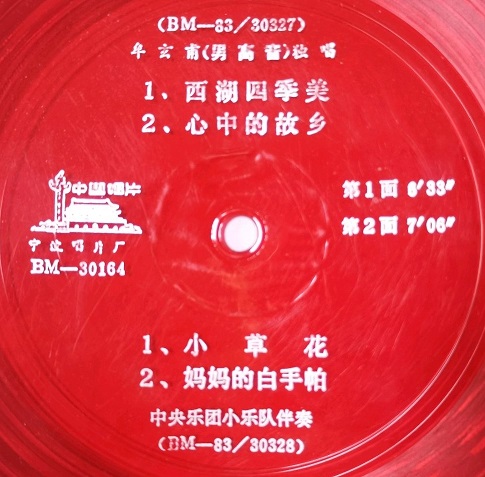 (BM—83/30327)
牟玄甫(男高音)独唱
1、西湖四季美
2、心中的故乡
中国唱片
第1面 6′33″
第2面 7′06″
唱片厂
BM—30164
1、小草花
2、妈妈的白手帕
中央乐团小乐队伴奏
(BM—83/30328)